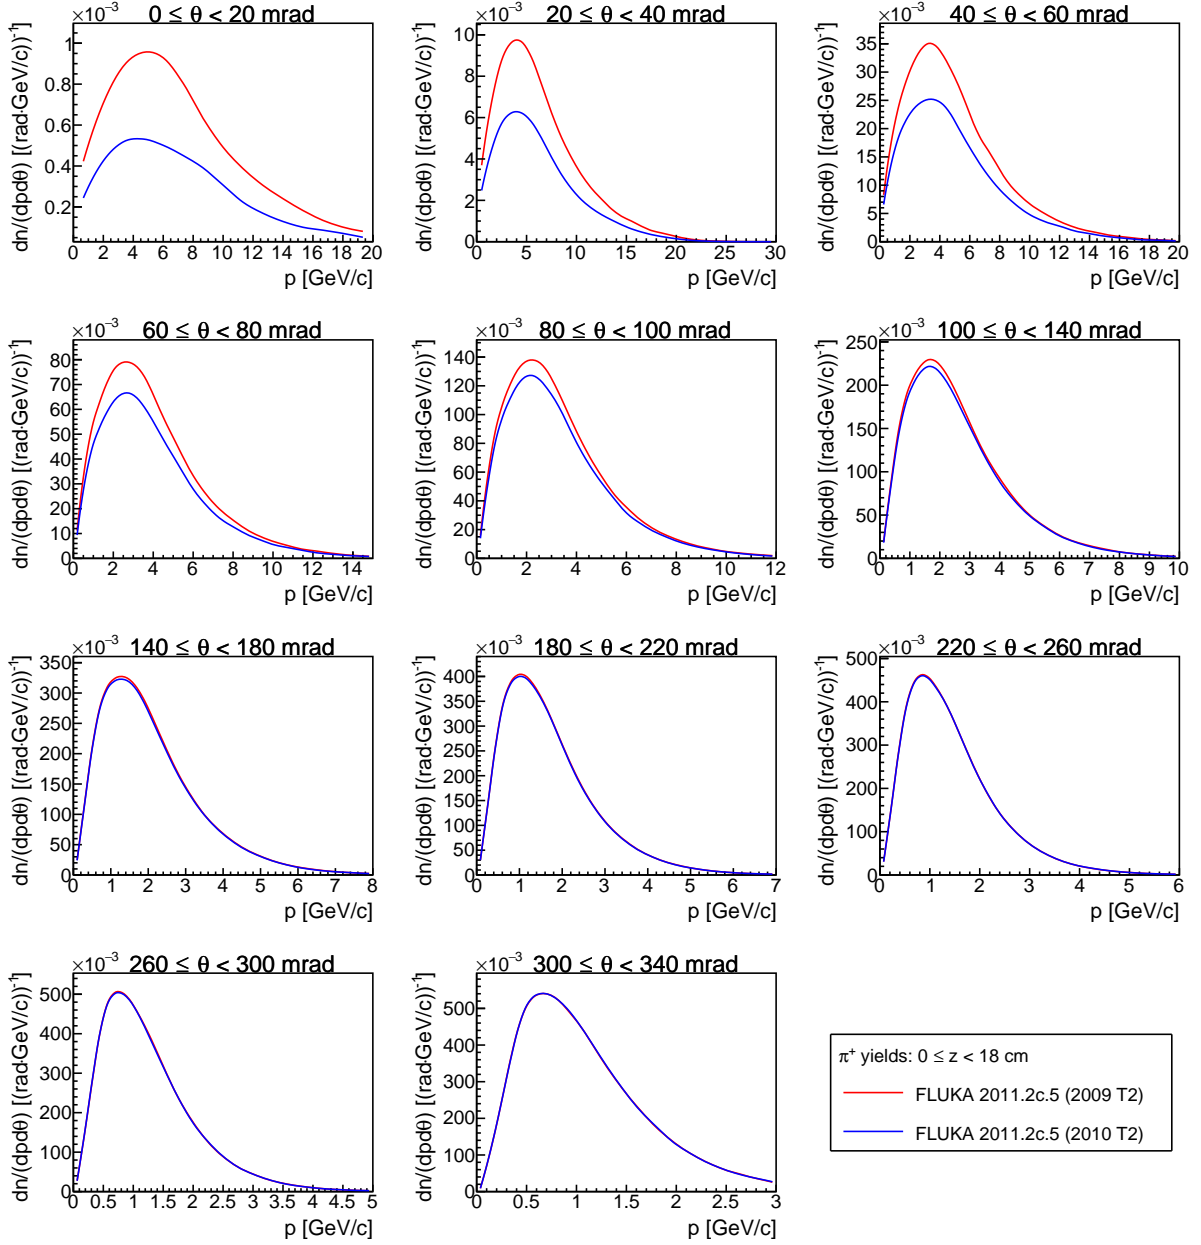 ×10⁻³ 0 ≤ θ < 20 mrad
dn/(dpdθ) [(rad·GeV/c))⁻¹]
1
0.8
0.6
0.4
0.2
0 2 4 6 8 10 12 14 16 18 20
p [GeV/c]
×10⁻³ 20 ≤ θ < 40 mrad
dn/(dpdθ) [(rad·GeV/c))⁻¹]
10
8
6
4
2
0
0 5 10 15 20 25 30
p [GeV/c]
×10⁻³ 40 ≤ θ < 60 mrad
dn/(dpdθ) [(rad·GeV/c))⁻¹]
35
30
25
20
15
10
5
0
0 2 4 6 8 10 12 14 16 18 20
p [GeV/c]
×10⁻³ 60 ≤ θ < 80 mrad
dn/(dpdθ) [(rad·GeV/c))⁻¹]
80
70
60
50
40
30
20
10
0
0 2 4 6 8 10 12 14
p [GeV/c]
×10⁻³ 80 ≤ θ < 100 mrad
dn/(dpdθ) [(rad·GeV/c))⁻¹]
140
120
100
80
60
40
20
0
0 2 4 6 8 10 12
p [GeV/c]
×10⁻³ 100 ≤ θ < 140 mrad
dn/(dpdθ) [(rad·GeV/c))⁻¹]
250
200
150
100
50
0
0 1 2 3 4 5 6 7 8 9 10
p [GeV/c]
×10⁻³ 140 ≤ θ < 180 mrad
dn/(dpdθ) [(rad·GeV/c))⁻¹]
350
300
250
200
150
100
50
0
0 1 2 3 4 5 6 7 8
p [GeV/c]
×10⁻³ 180 ≤ θ < 220 mrad
dn/(dpdθ) [(rad·GeV/c))⁻¹]
400
350
300
250
200
150
100
50
0
0 1 2 3 4 5 6 7
p [GeV/c]
×10⁻³ 220 ≤ θ < 260 mrad
dn/(dpdθ) [(rad·GeV/c))⁻¹]
500
400
300
200
100
0
0 1 2 3 4 5 6
p [GeV/c]
×10⁻³ 260 ≤ θ < 300 mrad
dn/(dpdθ) [(rad·GeV/c))⁻¹]
500
400
300
200
100
0
0 0.5 1 1.5 2 2.5 3 3.5 4 4.5 5
p [GeV/c]
×10⁻³ 300 ≤ θ < 340 mrad
dn/(dpdθ) [(rad·GeV/c))⁻¹]
500
400
300
200
100
0
0 0.5 1 1.5 2 2.5 3
p [GeV/c]
π⁺ yields: 0 ≤ z < 18 cm
FLUKA 2011.2c.5 (2009 T2)
FLUKA 2011.2c.5 (2010 T2)